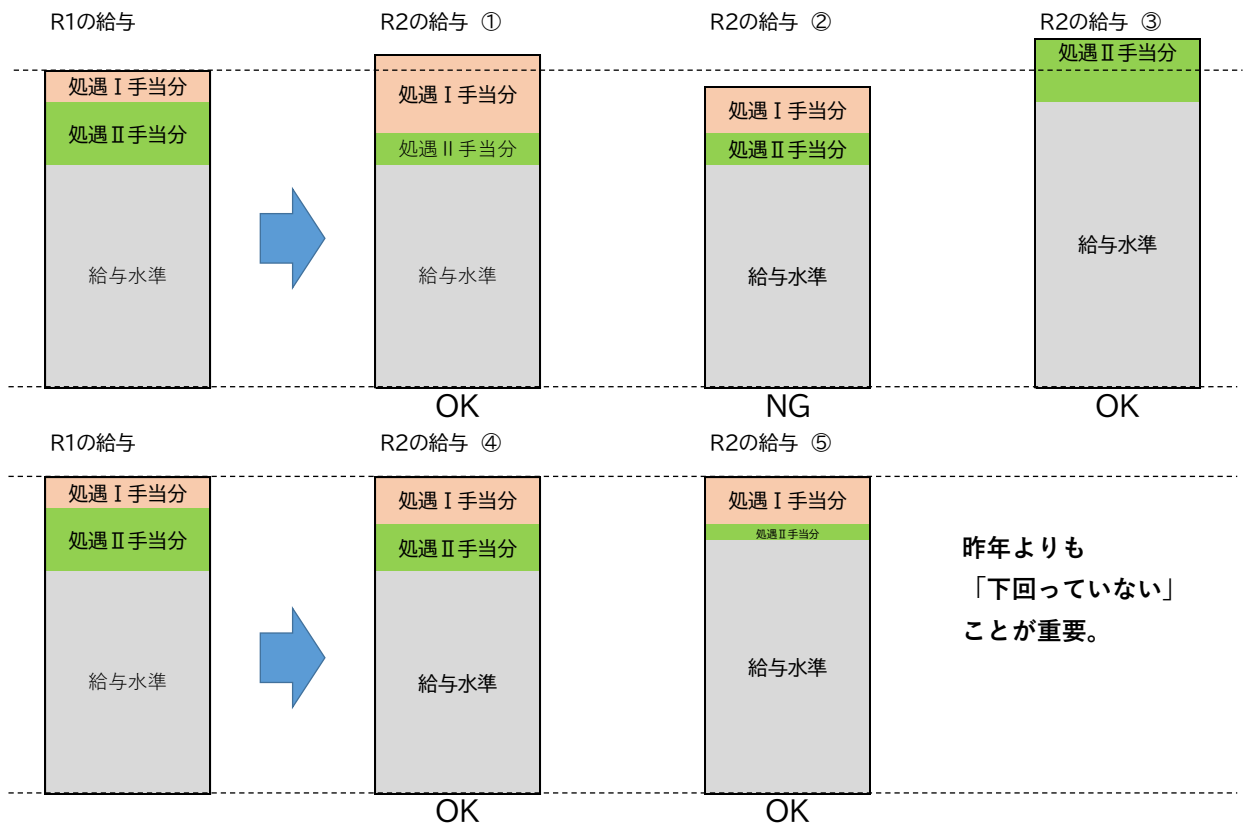 R1の給与
R2の給与 ①
R2の給与 ②
R2の給与 ③
処遇Ⅰ手当分
処遇Ⅱ手当分
給与水準
処遇Ⅰ手当分
処遇Ⅱ手当分
給与水準
OK
処遇Ⅰ手当分
処遇Ⅱ手当分
給与水準
NG
処遇Ⅱ手当分
給与水準
OK
R1の給与
R2の給与 ④
R2の給与 ⑤
処遇Ⅰ手当分
処遇Ⅱ手当分
給与水準
処遇Ⅰ手当分
処遇Ⅱ手当分
給与水準
OK
処遇Ⅰ手当分
処遇Ⅱ手当分
給与水準
OK
昨年よりも
「下回っていない」
ことが重要。